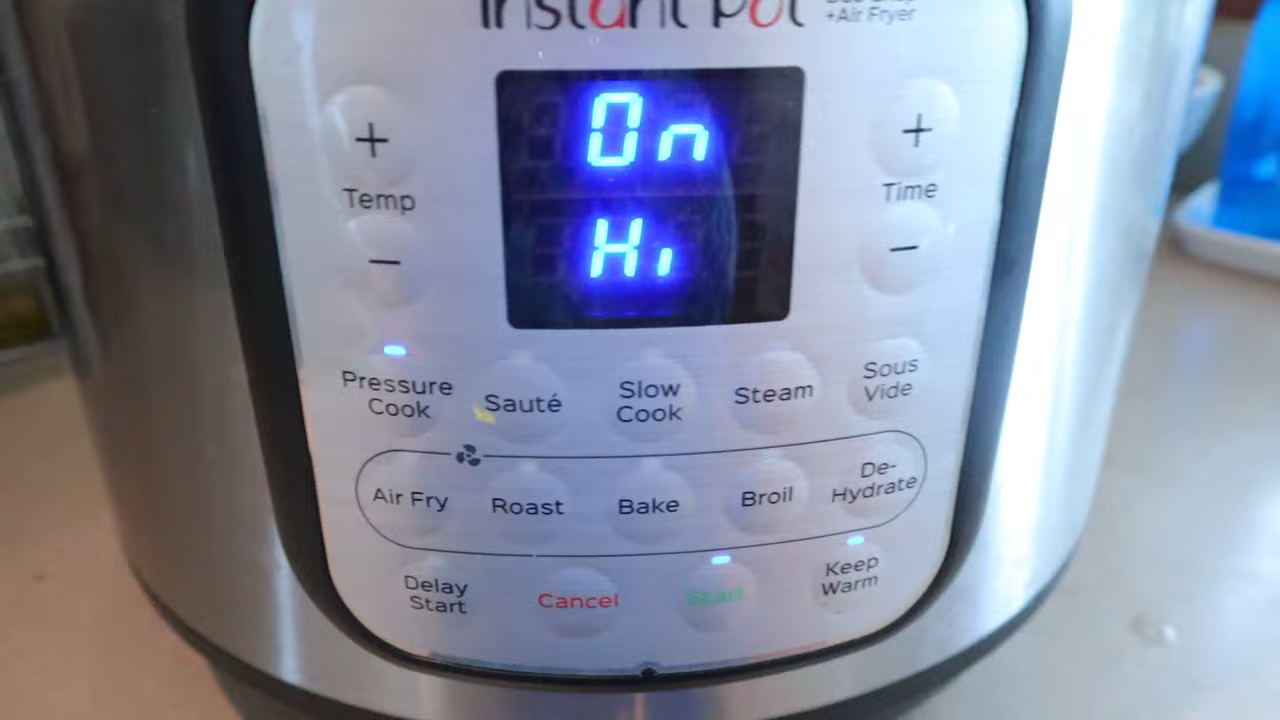 Instant Pot
+Air Fryer
On
+
+
Temp
Time
Hi
−
−
Pressure
Cook
Sauté
Slow
Cook
Steam
Sous
Vide
Air Fry
Roast
Bake
Broil
De-
Hydrate
Delay
Start
Cancel
Start
Keep
Warm